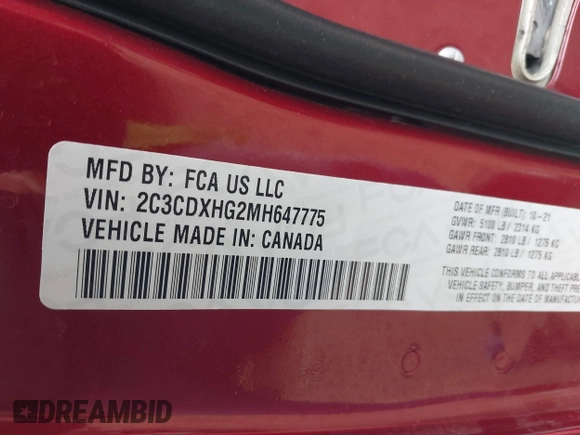 MFD BY: FCA US LLC
VIN: 2C3CDXHG2MH647775
VEHICLE MADE IN: CANADA
DATE OF MFR (BUILT): 10-21
GVWR: 5100 LB// 2314 KG
GAWR FRONT: 2810 LB // 1275 KG
GAWR REAR: 2810 LB // 1275 KG
THIS VEHICLE CONFORMS TO ALL APPLICABL
VEHICLE SAFETY, BUMPER, AND THEFT PRE
IN EFFECT ON THE DATE OF MANUFACTU
DREAMBID